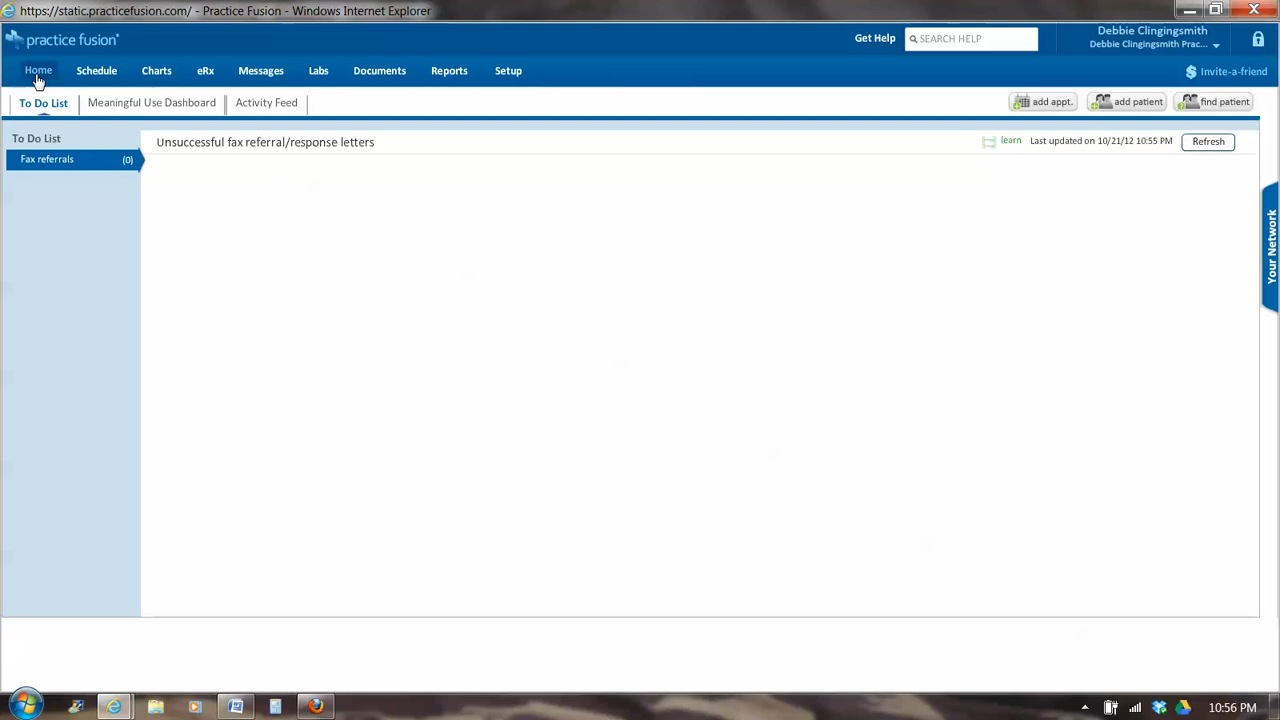 https://static.practicefusion.com/ - Practice Fusion - Windows Internet Explorer
practice fusion
Get Help
SEARCH HELP
Debbie Clingingsmith
Debbie Clingingsmith Prac...
Home Schedule Charts eRx Messages Labs Documents Reports Setup
Invite-a-friend
To Do List Meaningful Use Dashboard Activity Feed
add appt. add patient find patient
To Do List
Fax referrals (0)
Unsuccessful fax referral/response letters
learn Last updated on 10/21/12 10:55 PM Refresh
Your Network
10:56 PM